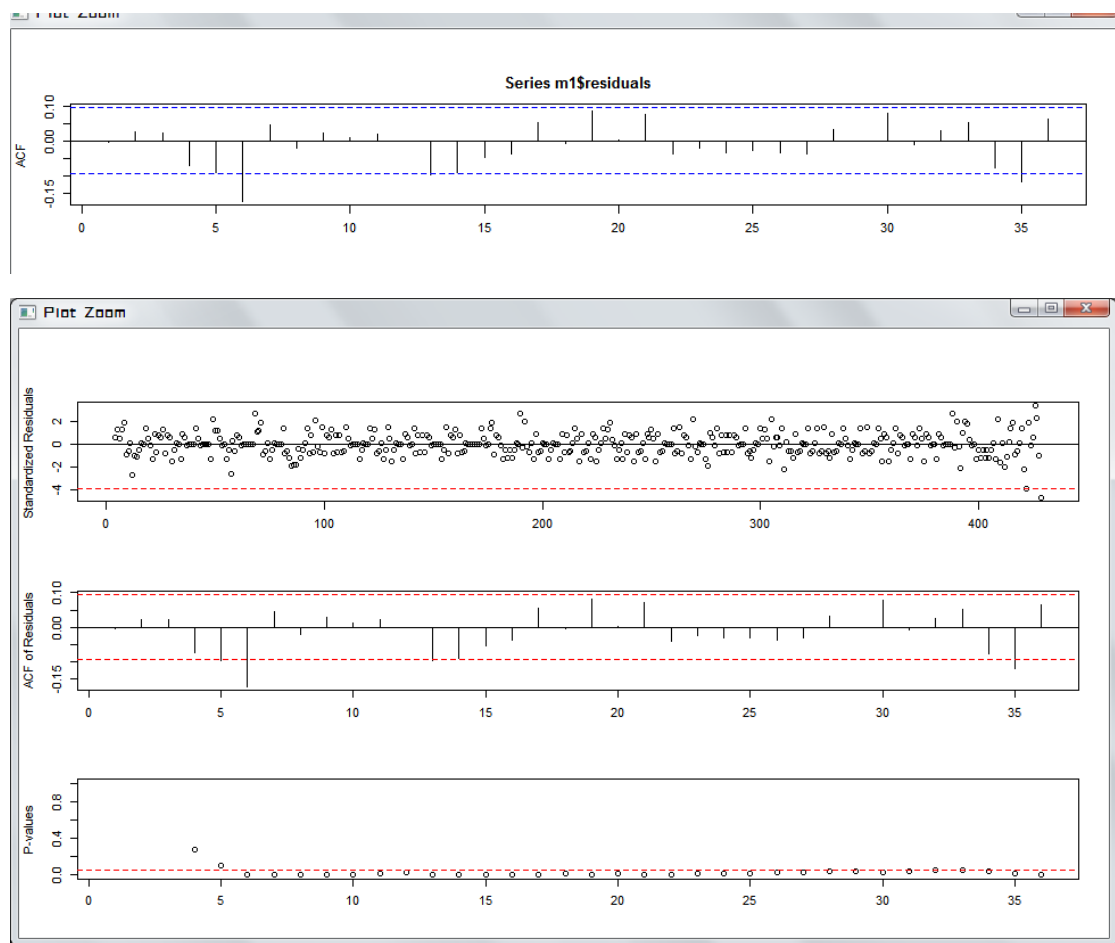 Plot Zoom
Series m1$residuals
ACF
0.10
0.00
-0.15
0 5 10 15 20 25 30 35
Plot Zoom
Standardized Residuals
2
0
-2
-4
0 100 200 300 400
ACF of Residuals
0.10
0.00
-0.15
0 5 10 15 20 25 30 35
P-values
0.8
0.4
0.0
0 5 10 15 20 25 30 35